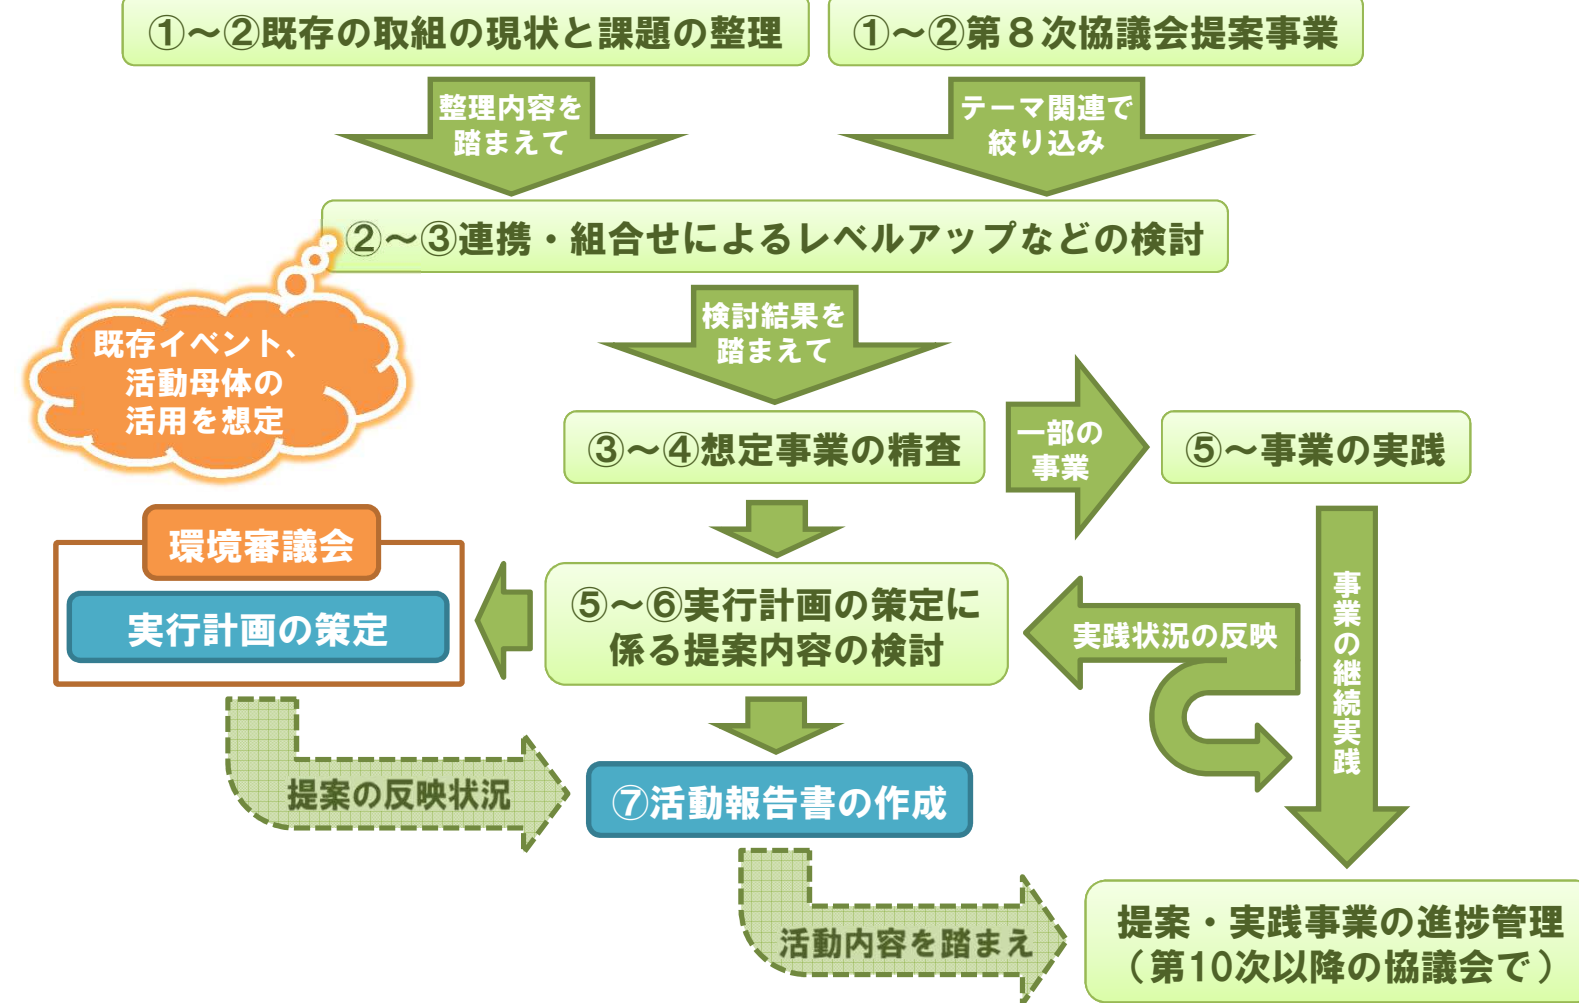 ①～②既存の取組の現状と課題の整理
①～②第８次協議会提案事業
整理内容を
踏まえて
テーマ関連で
絞り込み
②～③連携・組合せによるレベルアップなどの検討
既存イベント、
活動母体の
活用を想定
検討結果を
踏まえて
③～④想定事業の精査
一部の
事業
⑤～事業の実践
環境審議会
実行計画の策定
⑤～⑥実行計画の策定に
係る提案内容の検討
実践状況の反映
事業の継続実践
提案の反映状況
⑦活動報告書の作成
活動内容を踏まえ
提案・実践事業の進捗管理
（第10次以降の協議会で）